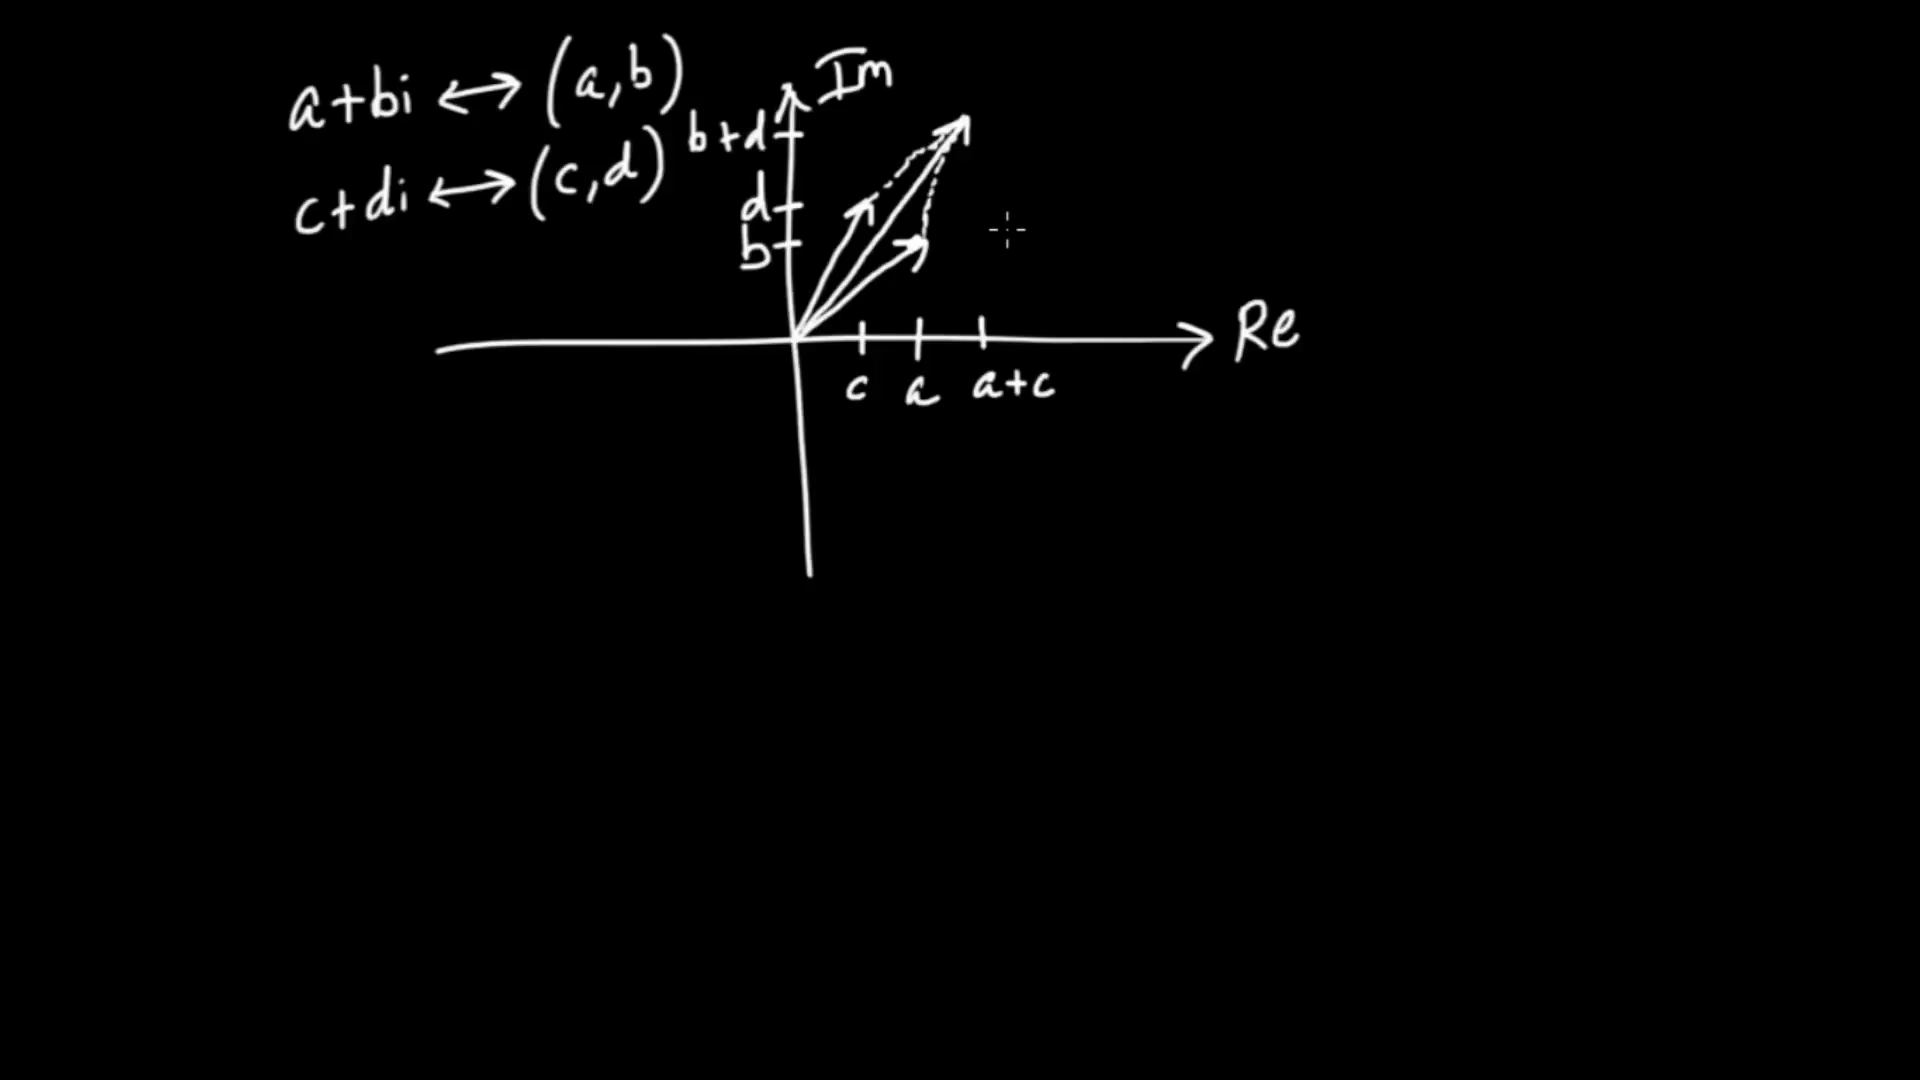 a+bi ↔ (a,b)
c+di ↔ (c,d)
Im
b+d
d
b
Re
c a a+c